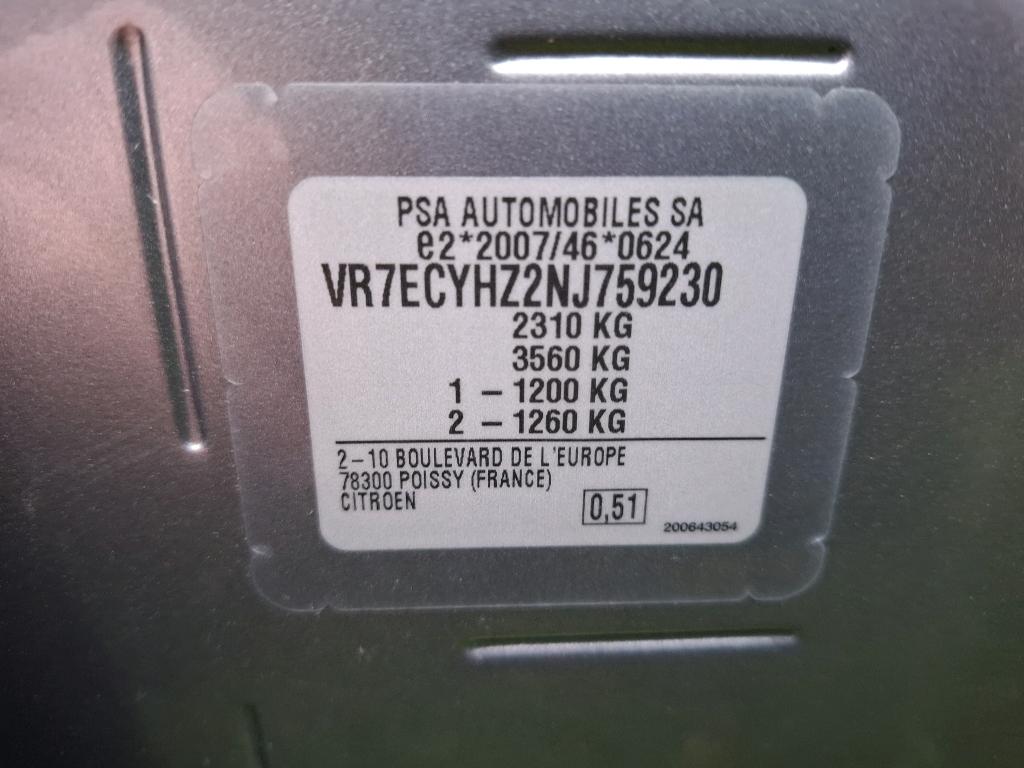 PSA AUTOMOBILES SA
e2*2007/46*0624
VR7ECYHZ2NJ759230
2310 KG
3560 KG
1 – 1200 KG
2 – 1260 KG
2–10 BOULEVARD DE L'EUROPE
78300 POISSY (FRANCE)
CITROEN
0,51
200643054